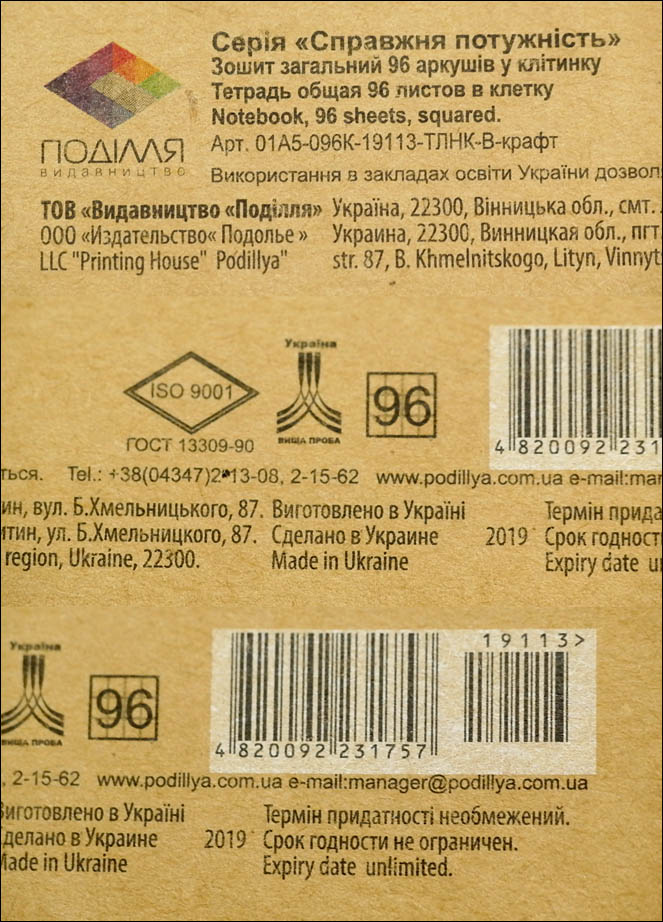 Серія «Справжня потужність»
Зошит загальний 96 аркушів у клітинку
Тетрадь общая 96 листов в клетку
Notebook, 96 sheets, squared.
Арт. 01А5-096К-19113-ТЛНК-В-крафт
ПОДІЛЛЯ
ВИДАВНИЦТВО
Використання в закладах освіти України дозвол
ТОВ «Видавництво «Поділля» Україна, 22300, Вінницька обл., смт.
ООО «Издательство« Подолье » Украина, 22300, Винницкая обл., пгт.
LLC "Printing House" Podillya" str. 87, B. Khmelnitskogo, Lityn, Vinnyt
Україна
ISO 9001
96
ВИЩА ПРОБА
ГОСТ 13309-90
4 820092 231
ться. Tel.: +38(04347)2-13-08, 2-15-62 www.podillya.com.ua e-mail:mar
ин, вул. Б.Хмельницького, 87. Виготовлено в Україні Термін прида
итин, ул. Б.Хмельницкого, 87. Сделано в Украине 2019 Срок годност
region, Ukraine, 22300. Made in Ukraine Expiry date u
Україна
19113>
96
ВИЩА ПРОБА
4 820092 231757
, 2-15-62 www.podillya.com.ua e-mail:manager@podillya.com.ua
Виготовлено в Україні Термін придатності необмежений.
Сделано в Украине 2019 Срок годности не ограничен.
Made in Ukraine Expiry date unlimited.